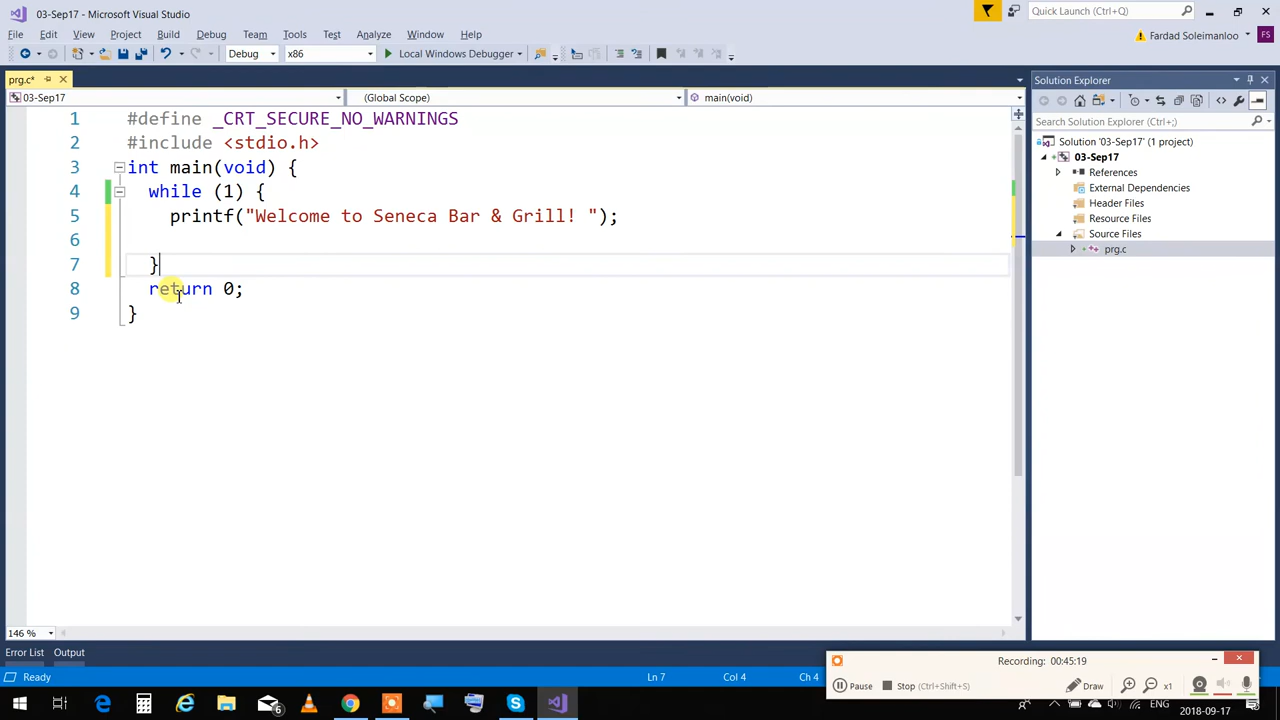 03-Sep17 - Microsoft Visual Studio
Quick Launch (Ctrl+Q)
File Edit View Project Build Debug Team Tools Test Analyze Window Help
Fardad Soleimanloo FS
Debug x86 Local Windows Debugger
prg.c*
Solution Explorer
03-Sep17 (Global Scope) main(void)
Search Solution Explorer (Ctrl+;)
Solution '03-Sep17' (1 project)
03-Sep17
References
External Dependencies
Header Files
Resource Files
Source Files
prg.c
1 #define _CRT_SECURE_NO_WARNINGS
2 #include <stdio.h>
3 int main(void) {
4 while (1) {
5 printf("Welcome to Seneca Bar & Grill! ");
6
7 }
8 return 0;
9 }
146 %
Error List Output
Recording: 00:45:19
Pause Stop (Ctrl+Shift+S) Draw x1
Ready Ln 7 Col 4 Ch 4
6
ENG
2018-09-17